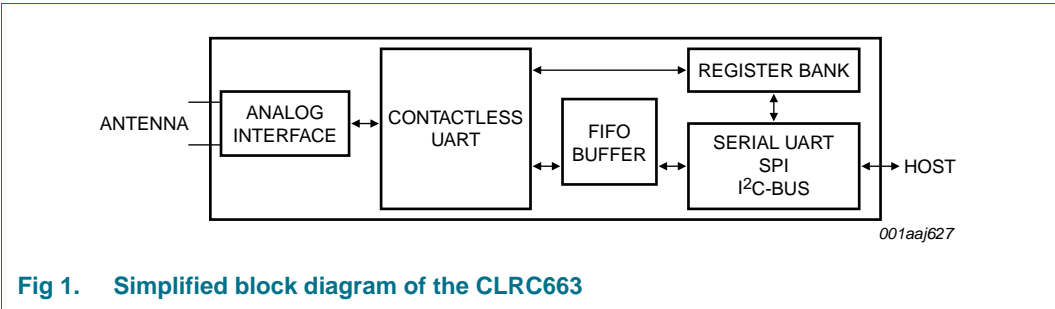 ANTENNA
ANALOG
INTERFACE
CONTACTLESS
UART
FIFO
BUFFER
REGISTER BANK
SERIAL UART
SPI
I²C-BUS
HOST
001aaj627
Fig 1. Simplified block diagram of the CLRC663